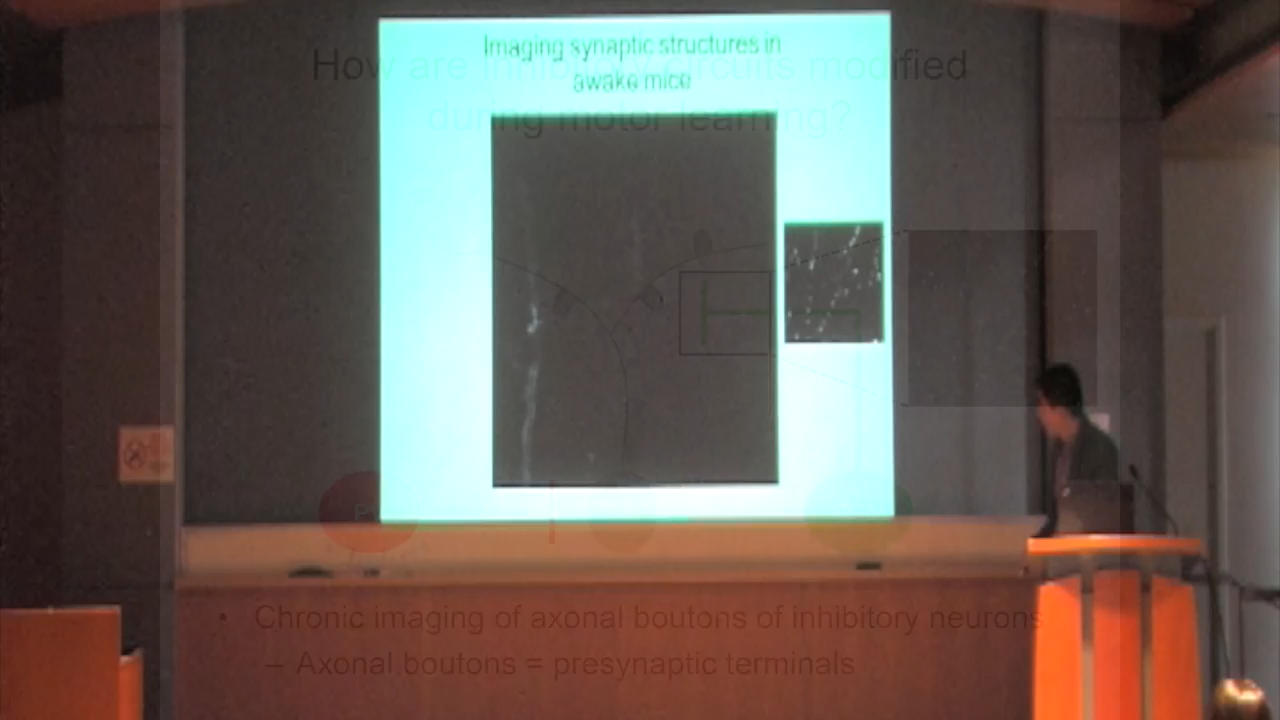 Imaging synaptic structures in
awake mice
How are inhibitory circuits modified
during motor learning?
• Chronic imaging of axonal boutons of inhibitory neurons
– Axonal boutons = presynaptic terminals